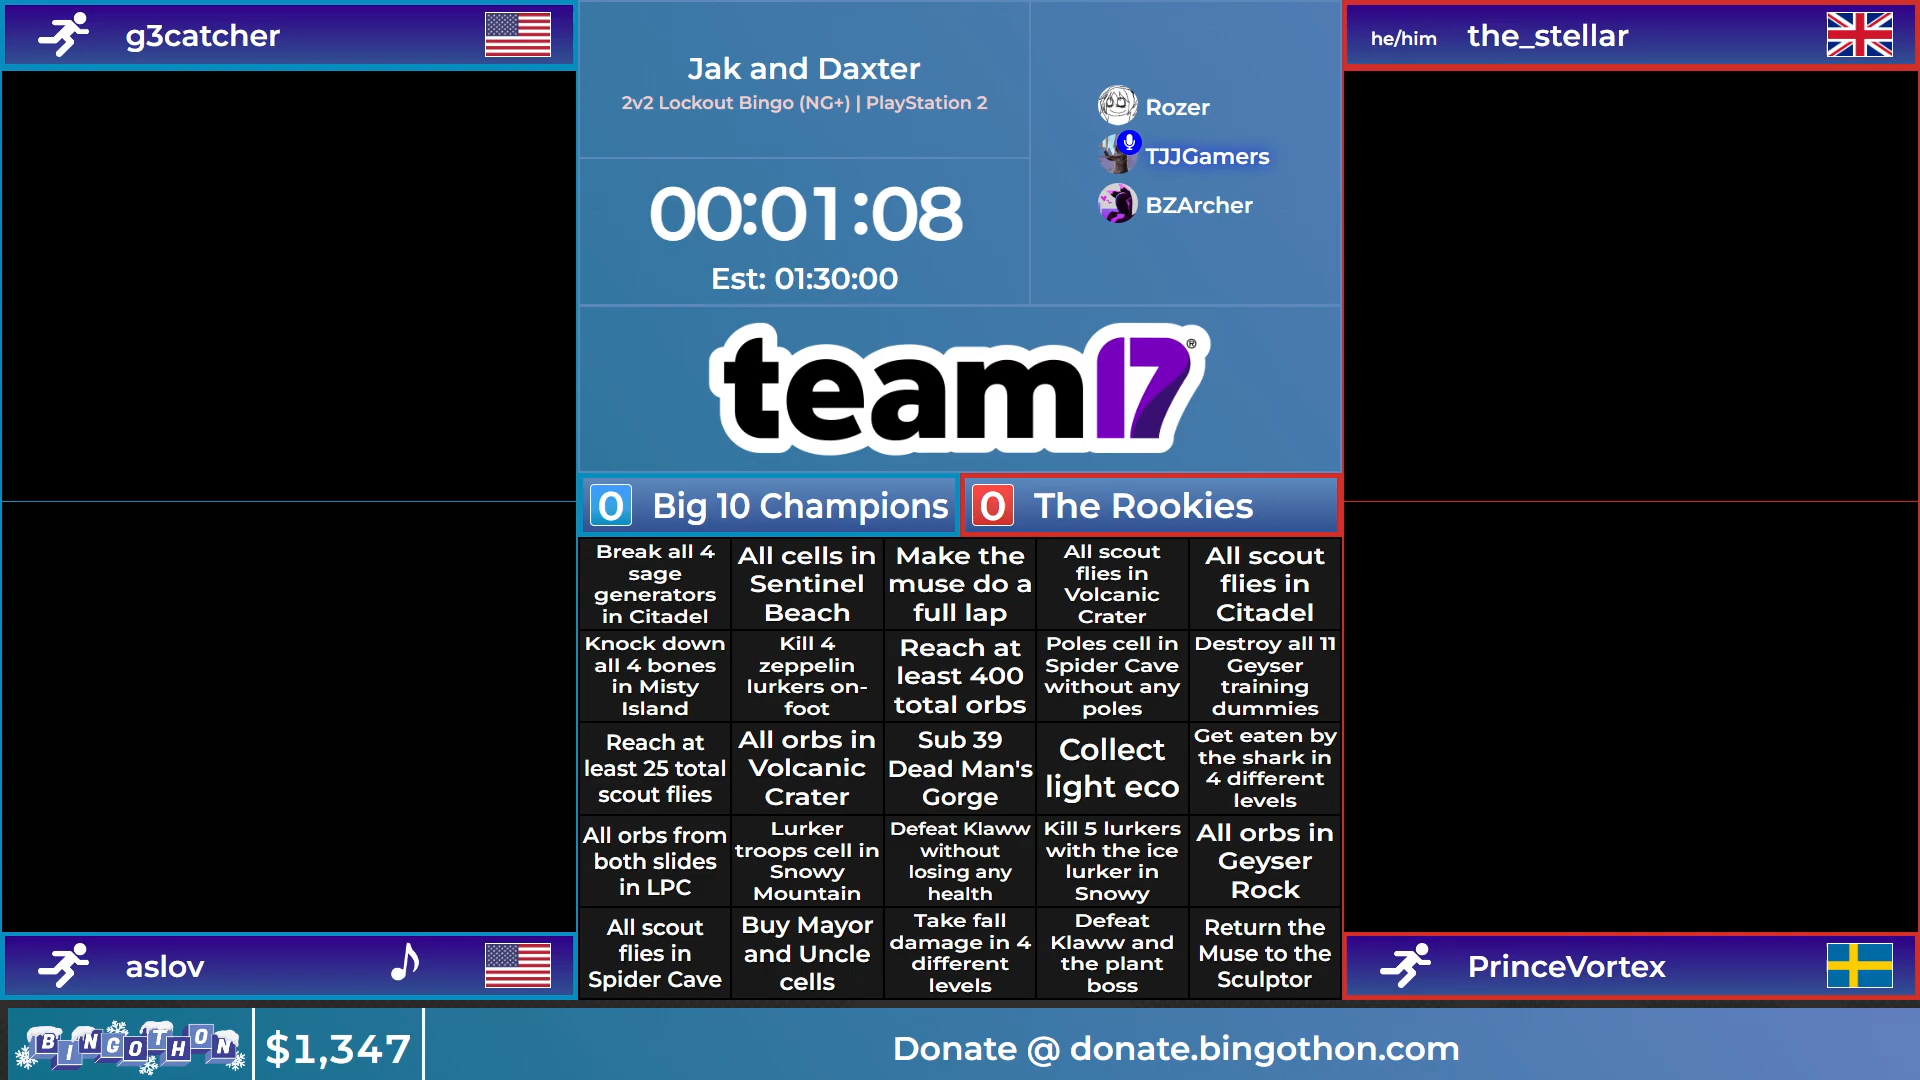 g3catcher
Jak and Daxter
2v2 Lockout Bingo (NG+) | PlayStation 2
00:01:08
Est: 01:30:00
Rozer
TJJGamers
BZArcher
he/him the_stellar
team17®
0 Big 10 Champions
0 The Rookies
Break all 4
sage
generators
in Citadel
All cells in
Sentinel
Beach
Make the
muse do a
full lap
All scout
flies in
Volcanic
Crater
All scout
flies in
Citadel
Knock down
all 4 bones
in Misty
Island
Kill 4
zeppelin
lurkers on-
foot
Reach at
least 400
total orbs
Poles cell in
Spider Cave
without any
poles
Destroy all 11
Geyser
training
dummies
Reach at
least 25 total
scout flies
All orbs in
Volcanic
Crater
Sub 39
Dead Man's
Gorge
Collect
light eco
Get eaten by
the shark in
4 different
levels
All orbs from
both slides
in LPC
Lurker
troops cell in
Snowy
Mountain
Defeat Klaww
without
losing any
health
Kill 5 lurkers
with the ice
lurker in
Snowy
All orbs in
Geyser
Rock
All scout
flies in
Spider Cave
Buy Mayor
and Uncle
cells
Take fall
damage in 4
different
levels
Defeat
Klaww and
the plant
boss
Return the
Muse to the
Sculptor
aslov
PrinceVortex
BINGOTHON
$1,347
Donate @ donate.bingothon.com